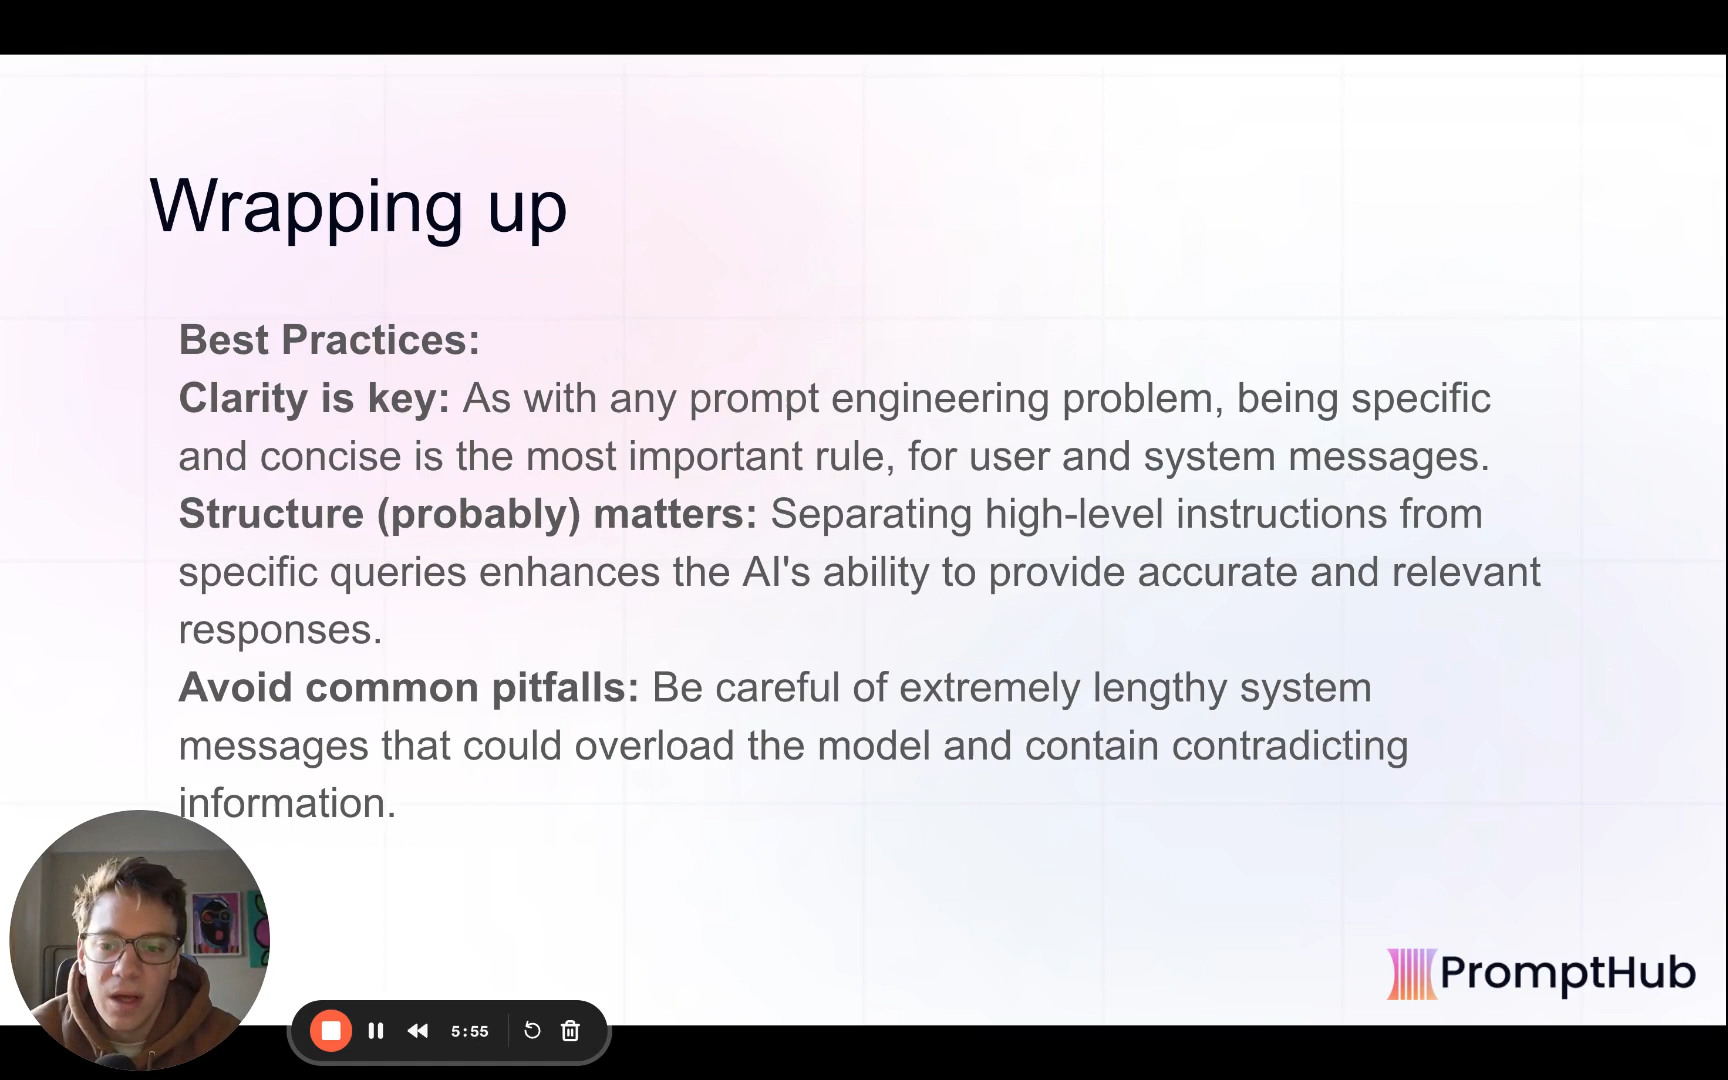 Wrapping up
Best Practices:
Clarity is key: As with any prompt engineering problem, being specific
and concise is the most important rule, for user and system messages.
Structure (probably) matters: Separating high-level instructions from
specific queries enhances the AI's ability to provide accurate and relevant
responses.
Avoid common pitfalls: Be careful of extremely lengthy system
messages that could overload the model and contain contradicting
information.
PromptHub
5:55